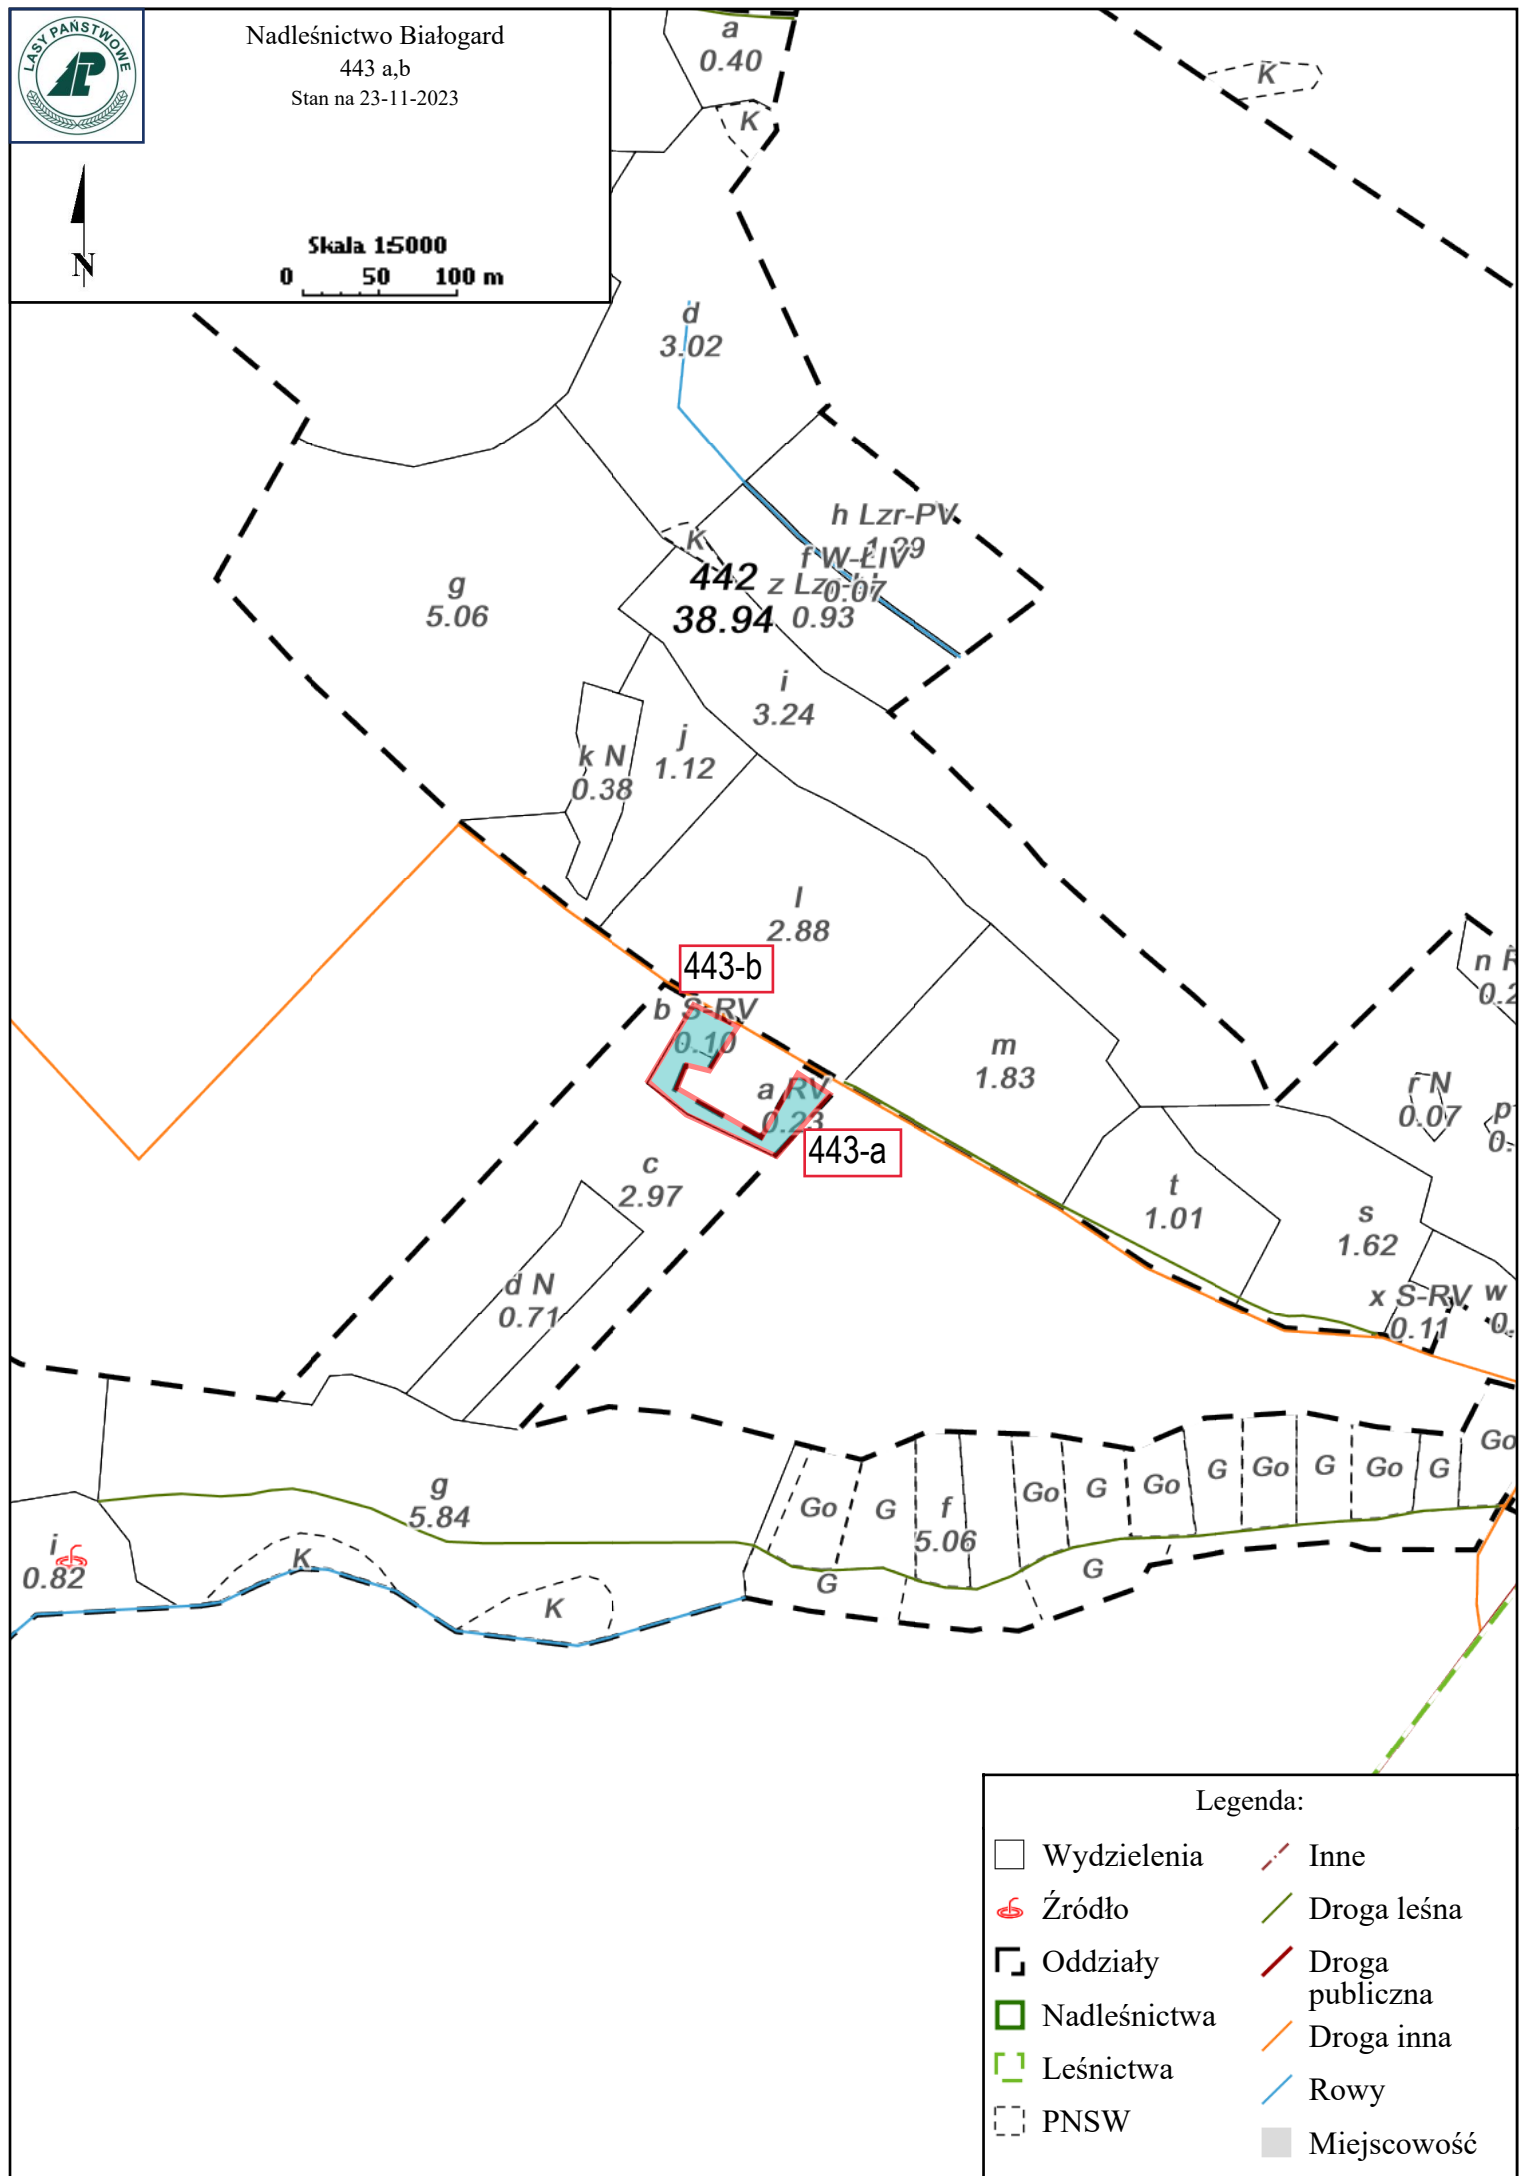 LASY PAŃSTWOWE
Nadleśnictwo Białogard
443 a,b
Stan na 23-11-2023
N
Skala 1:5000
0 50 100 m
a
0.40
K
K
d
3.02
h Lzr-PV
1.29
f W-ŁIV
0.07
K
442
38.94
0.93
g
5.06
i
3.24
j
1.12
k N
0.38
l
2.88
443-b
b S-RV
0.10
a RV
0.23
443-a
m
1.83
n
r N
0.07
p
c
2.97
t
1.01
s
1.62
d N
0.71
x S-RV
0.11
w
g
5.84
i
0.82
K
K
Go
G
f
5.06
Go
G
Go
G
Go
G
Go
G
Go
G
G
Legenda:
Wydzielenia
Źródło
Oddziały
Nadleśnictwa
Leśnictwa
PNSW
Inne
Droga leśna
Droga
publiczna
Droga inna
Rowy
Miejscowość